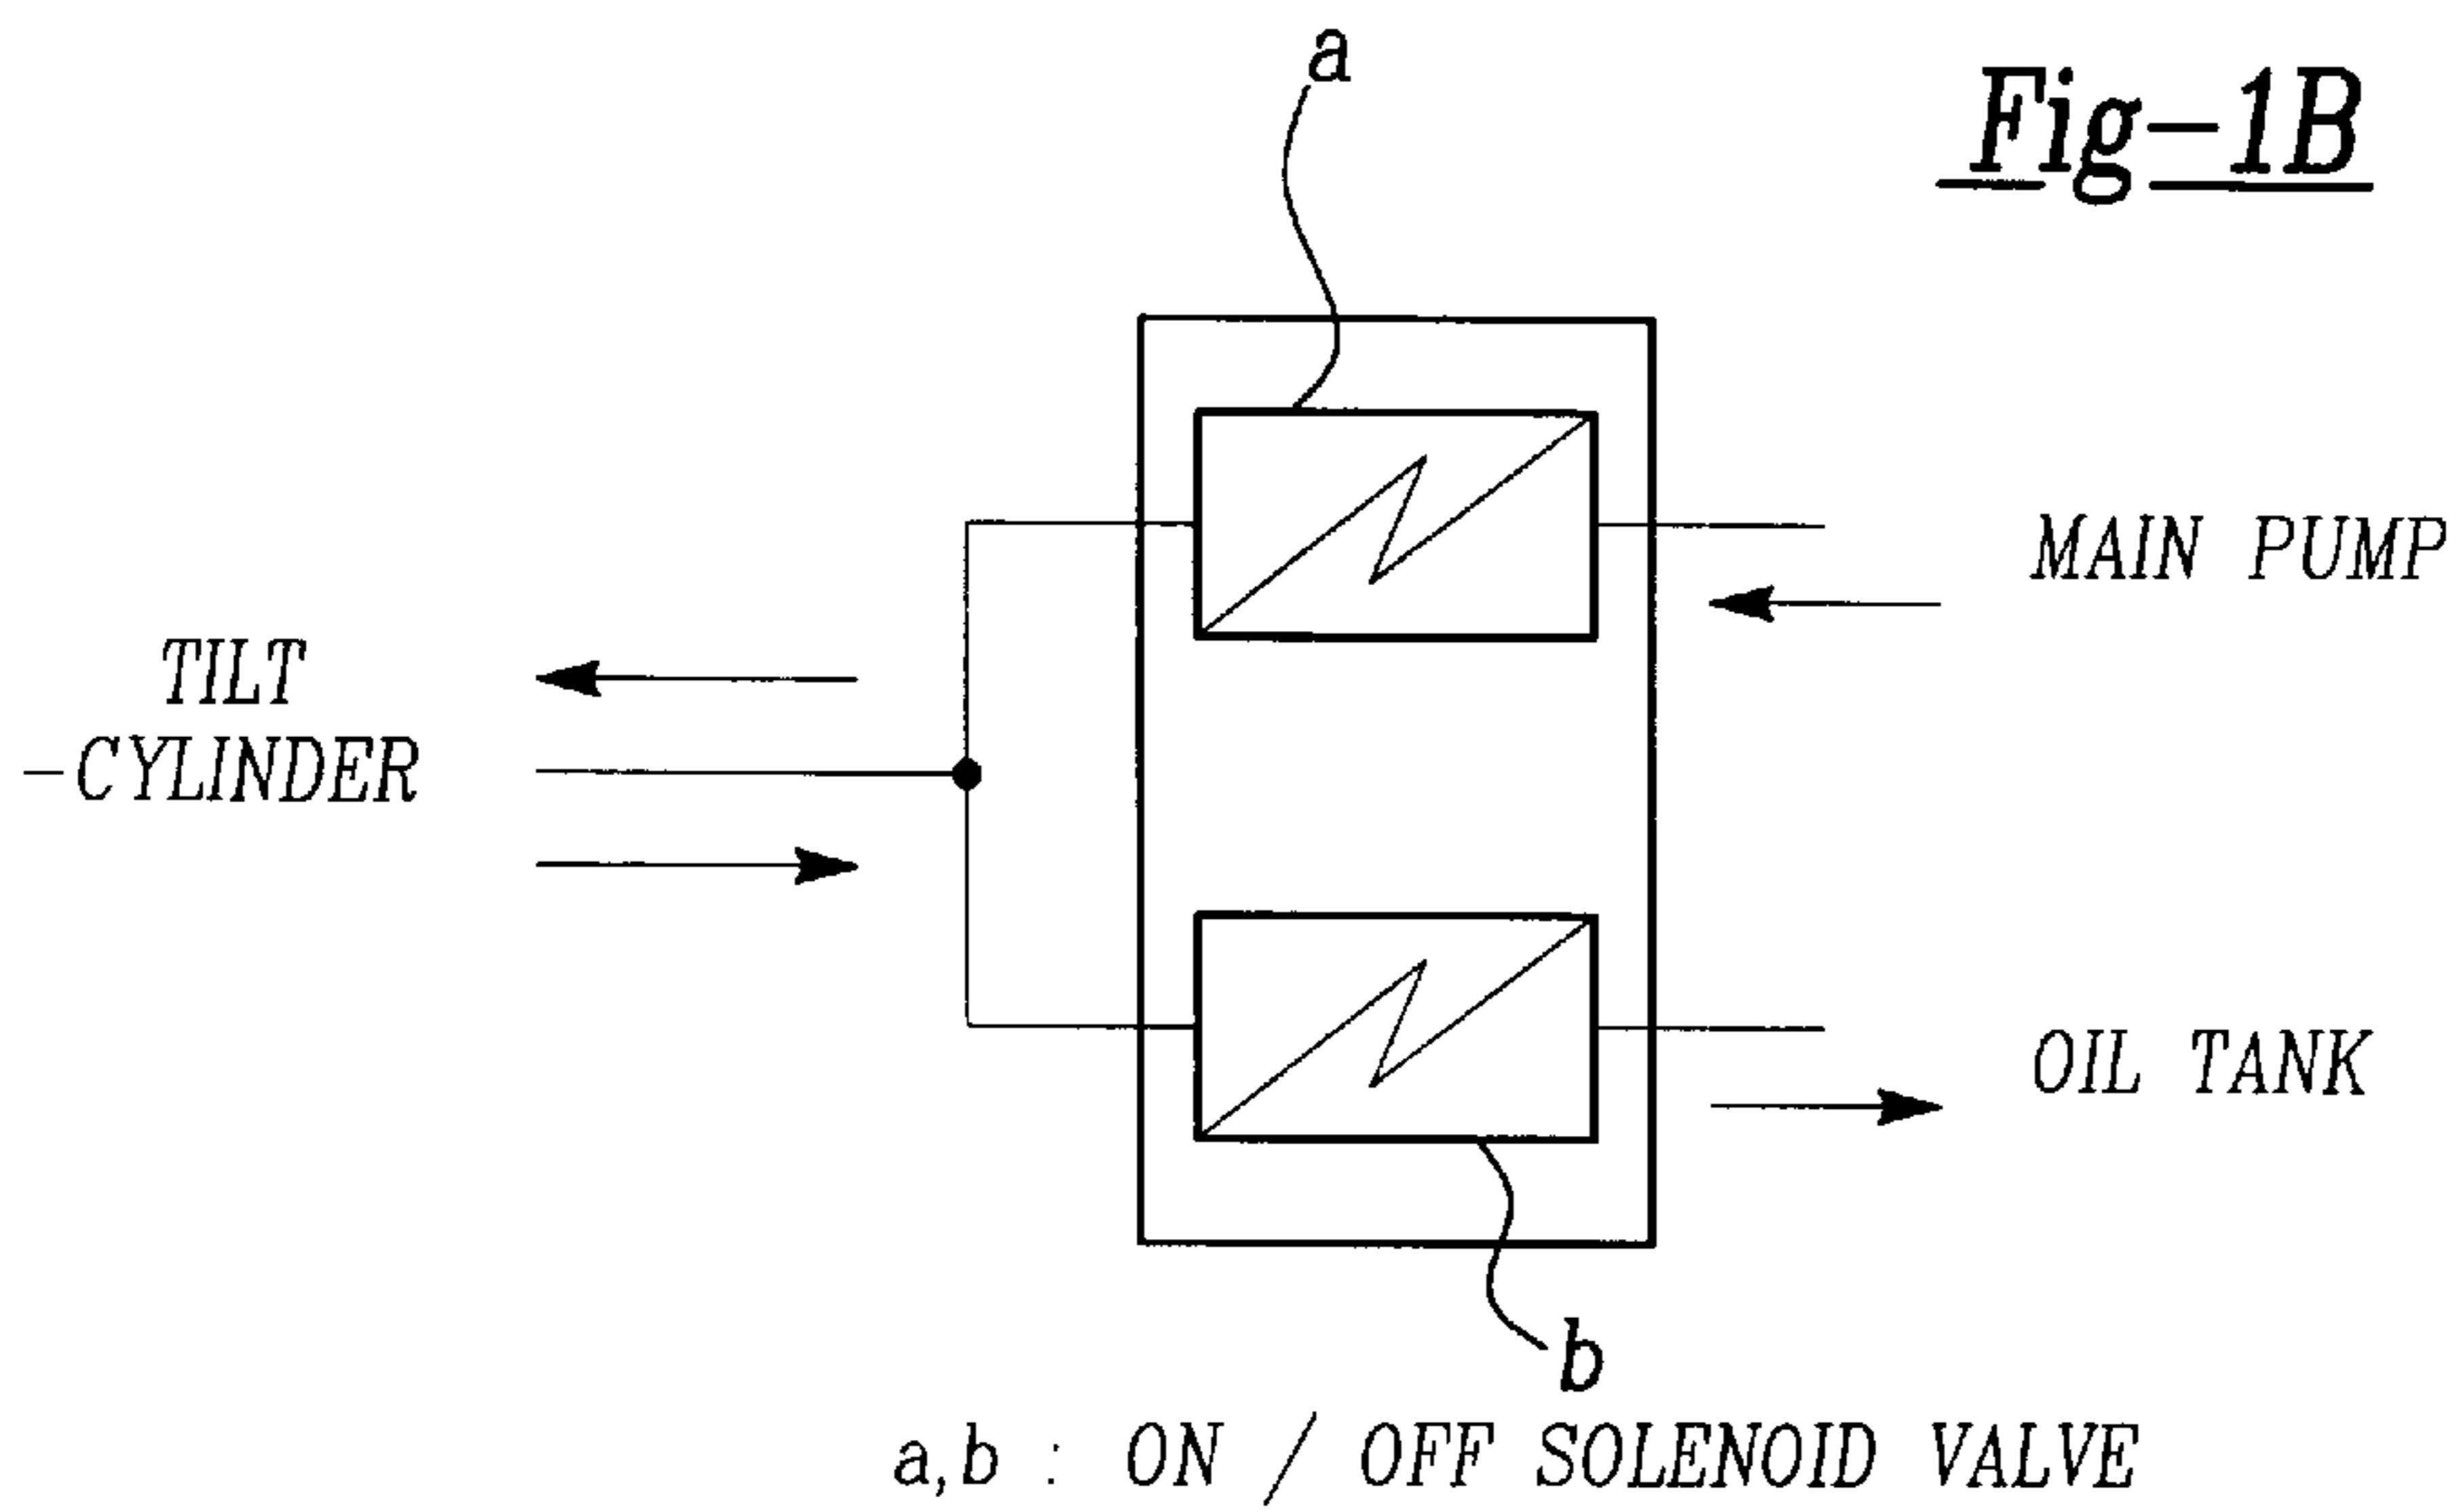 a
Fig-1B
MAIN PUMP
TILT
-CYLINDER
OIL TANK
b
a,b : ON / OFF SOLENOID VALVE